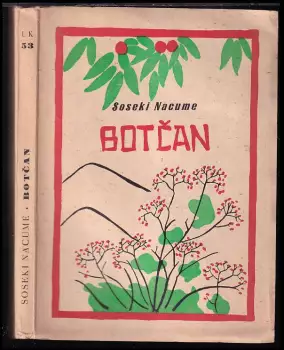 Soseki Nacume
BOTČAN
SOSEKI NACUME • BOTČAN
53